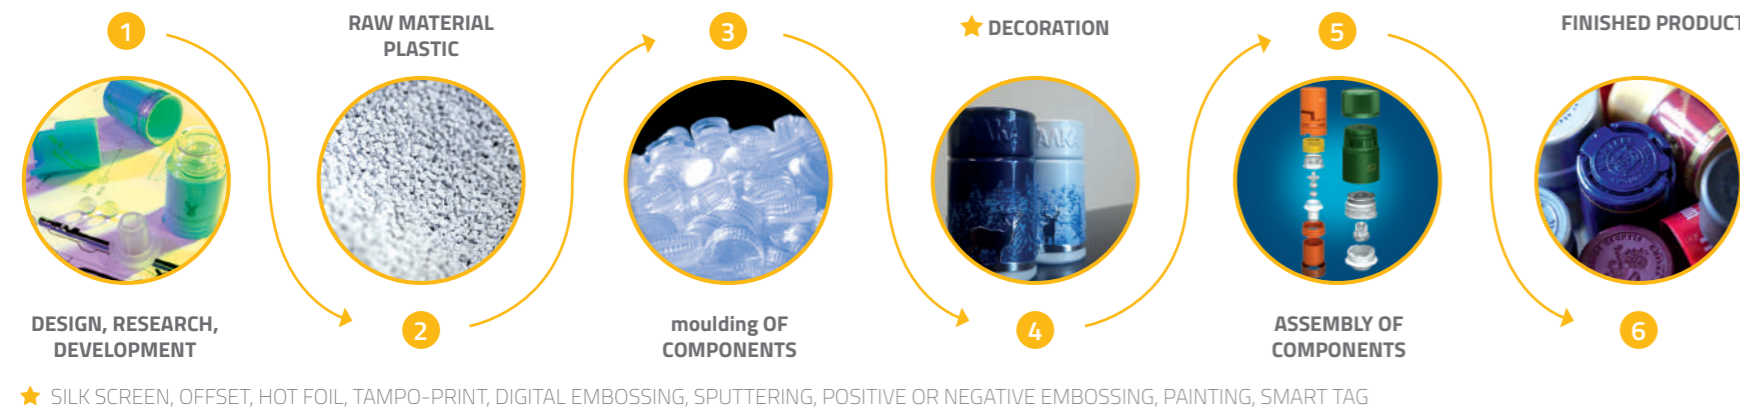 1
DESIGN, RESEARCH,
DEVELOPMENT
RAW MATERIAL
PLASTIC
2
3
moulding OF
COMPONENTS
DECORATION
4
5
ASSEMBLY OF
COMPONENTS
FINISHED PRODUCT
6
SILK SCREEN, OFFSET, HOT FOIL, TAMPO-PRINT, DIGITAL EMBOSSING, SPUTTERING, POSITIVE OR NEGATIVE EMBOSSING, PAINTING, SMART TAG